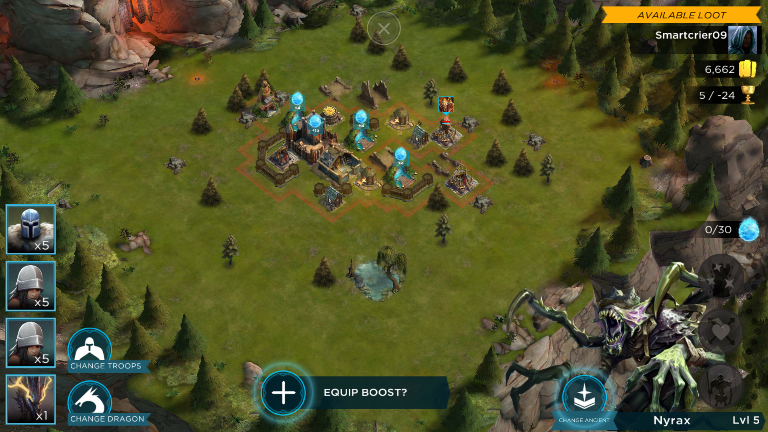 AVAILABLE LOOT
Smartcrier09
6,662
5 / -24
0/30
x5
x5
x5
x1
CHANGE TROOPS
CHANGE DRAGON
EQUIP BOOST?
CHANGE ANCIENT
Nyrax Lvl 5